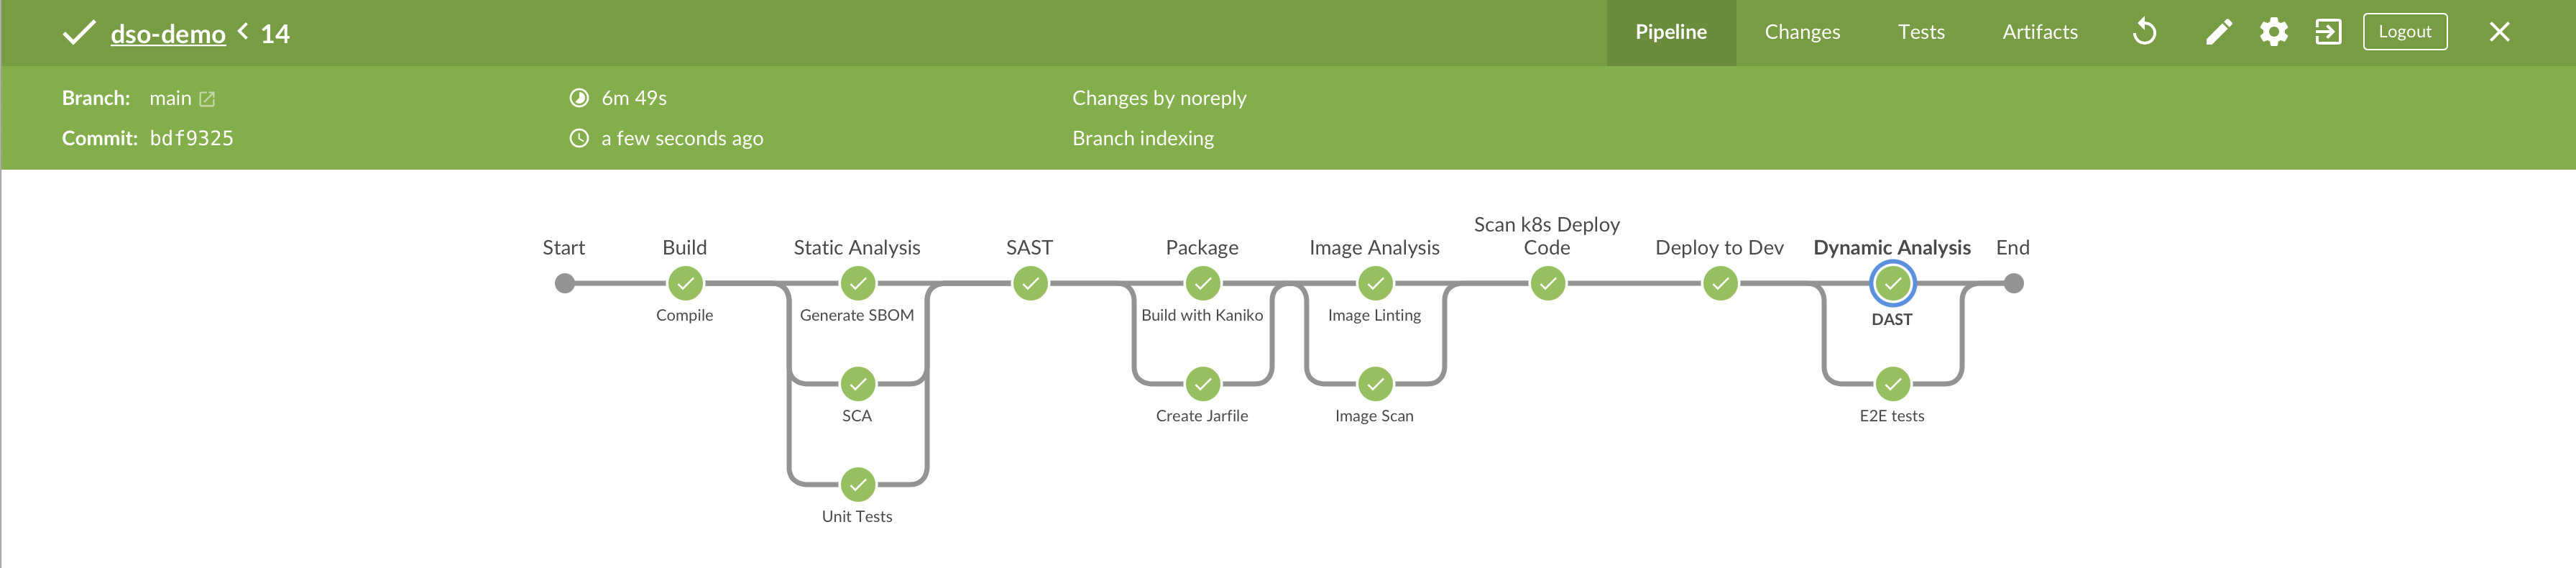 dso-demo < 14
Pipeline Changes Tests Artifacts Logout
Branch: main 6m 49s Changes by noreply
Commit: bdf9325 a few seconds ago Branch indexing
Scan k8s Deploy
Start Build Static Analysis SAST Package Image Analysis Code Deploy to Dev Dynamic Analysis End
Compile Generate SBOM Build with Kaniko Image Linting DAST
SCA Create Jarfile Image Scan E2E tests
Unit Tests